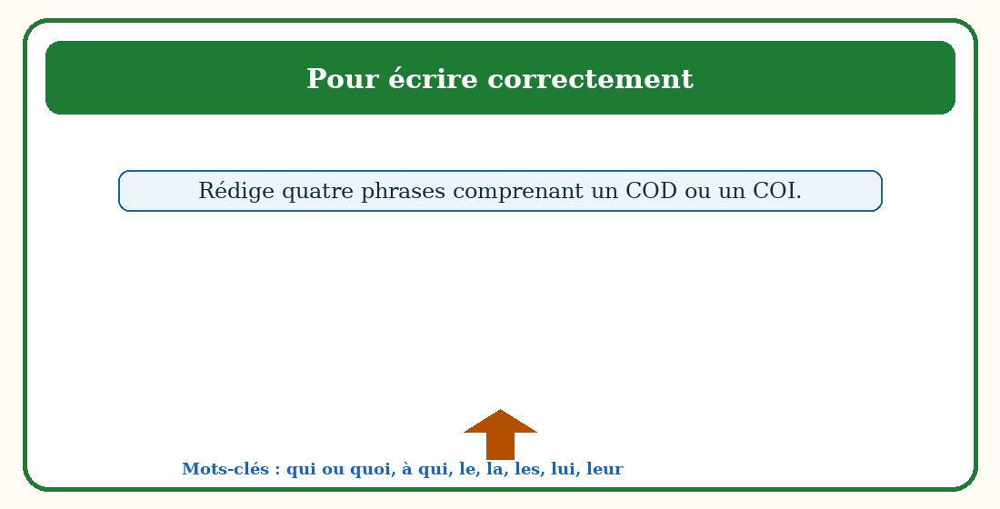 Pour écrire correctement
Rédige quatre phrases comprenant un COD ou un COI.
Mots-clés : qui ou quoi, à qui, le, la, les, lui, leur